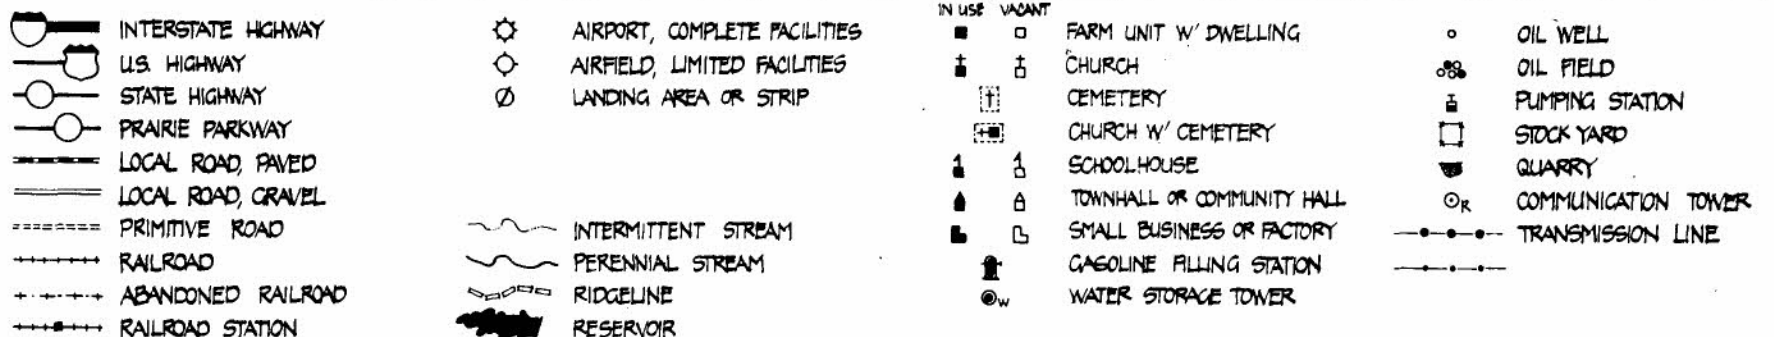 INTERSTATE HIGHWAY
U.S. HIGHWAY
STATE HIGHWAY
PRAIRIE PARKWAY
LOCAL ROAD, PAVED
LOCAL ROAD, GRAVEL
PRIMITIVE ROAD
RAILROAD
ABANDONED RAILROAD
RAILROAD STATION
AIRPORT, COMPLETE FACILITIES
AIRFIELD, LIMITED FACILITIES
LANDING AREA OR STRIP
INTERMITTENT STREAM
PERENNIAL STREAM
RIDGELINE
RESERVOIR
IN USE VACANT
FARM UNIT W/ DWELLING
CHURCH
CEMETERY
CHURCH W/ CEMETERY
SCHOOLHOUSE
TOWNHALL OR COMMUNITY HALL
SMALL BUSINESS OR FACTORY
GASOLINE FILLING STATION
W WATER STORAGE TOWER
OIL WELL
OIL FIELD
PUMPING STATION
STOCK YARD
QUARRY
R COMMUNICATION TOWER
TRANSMISSION LINE